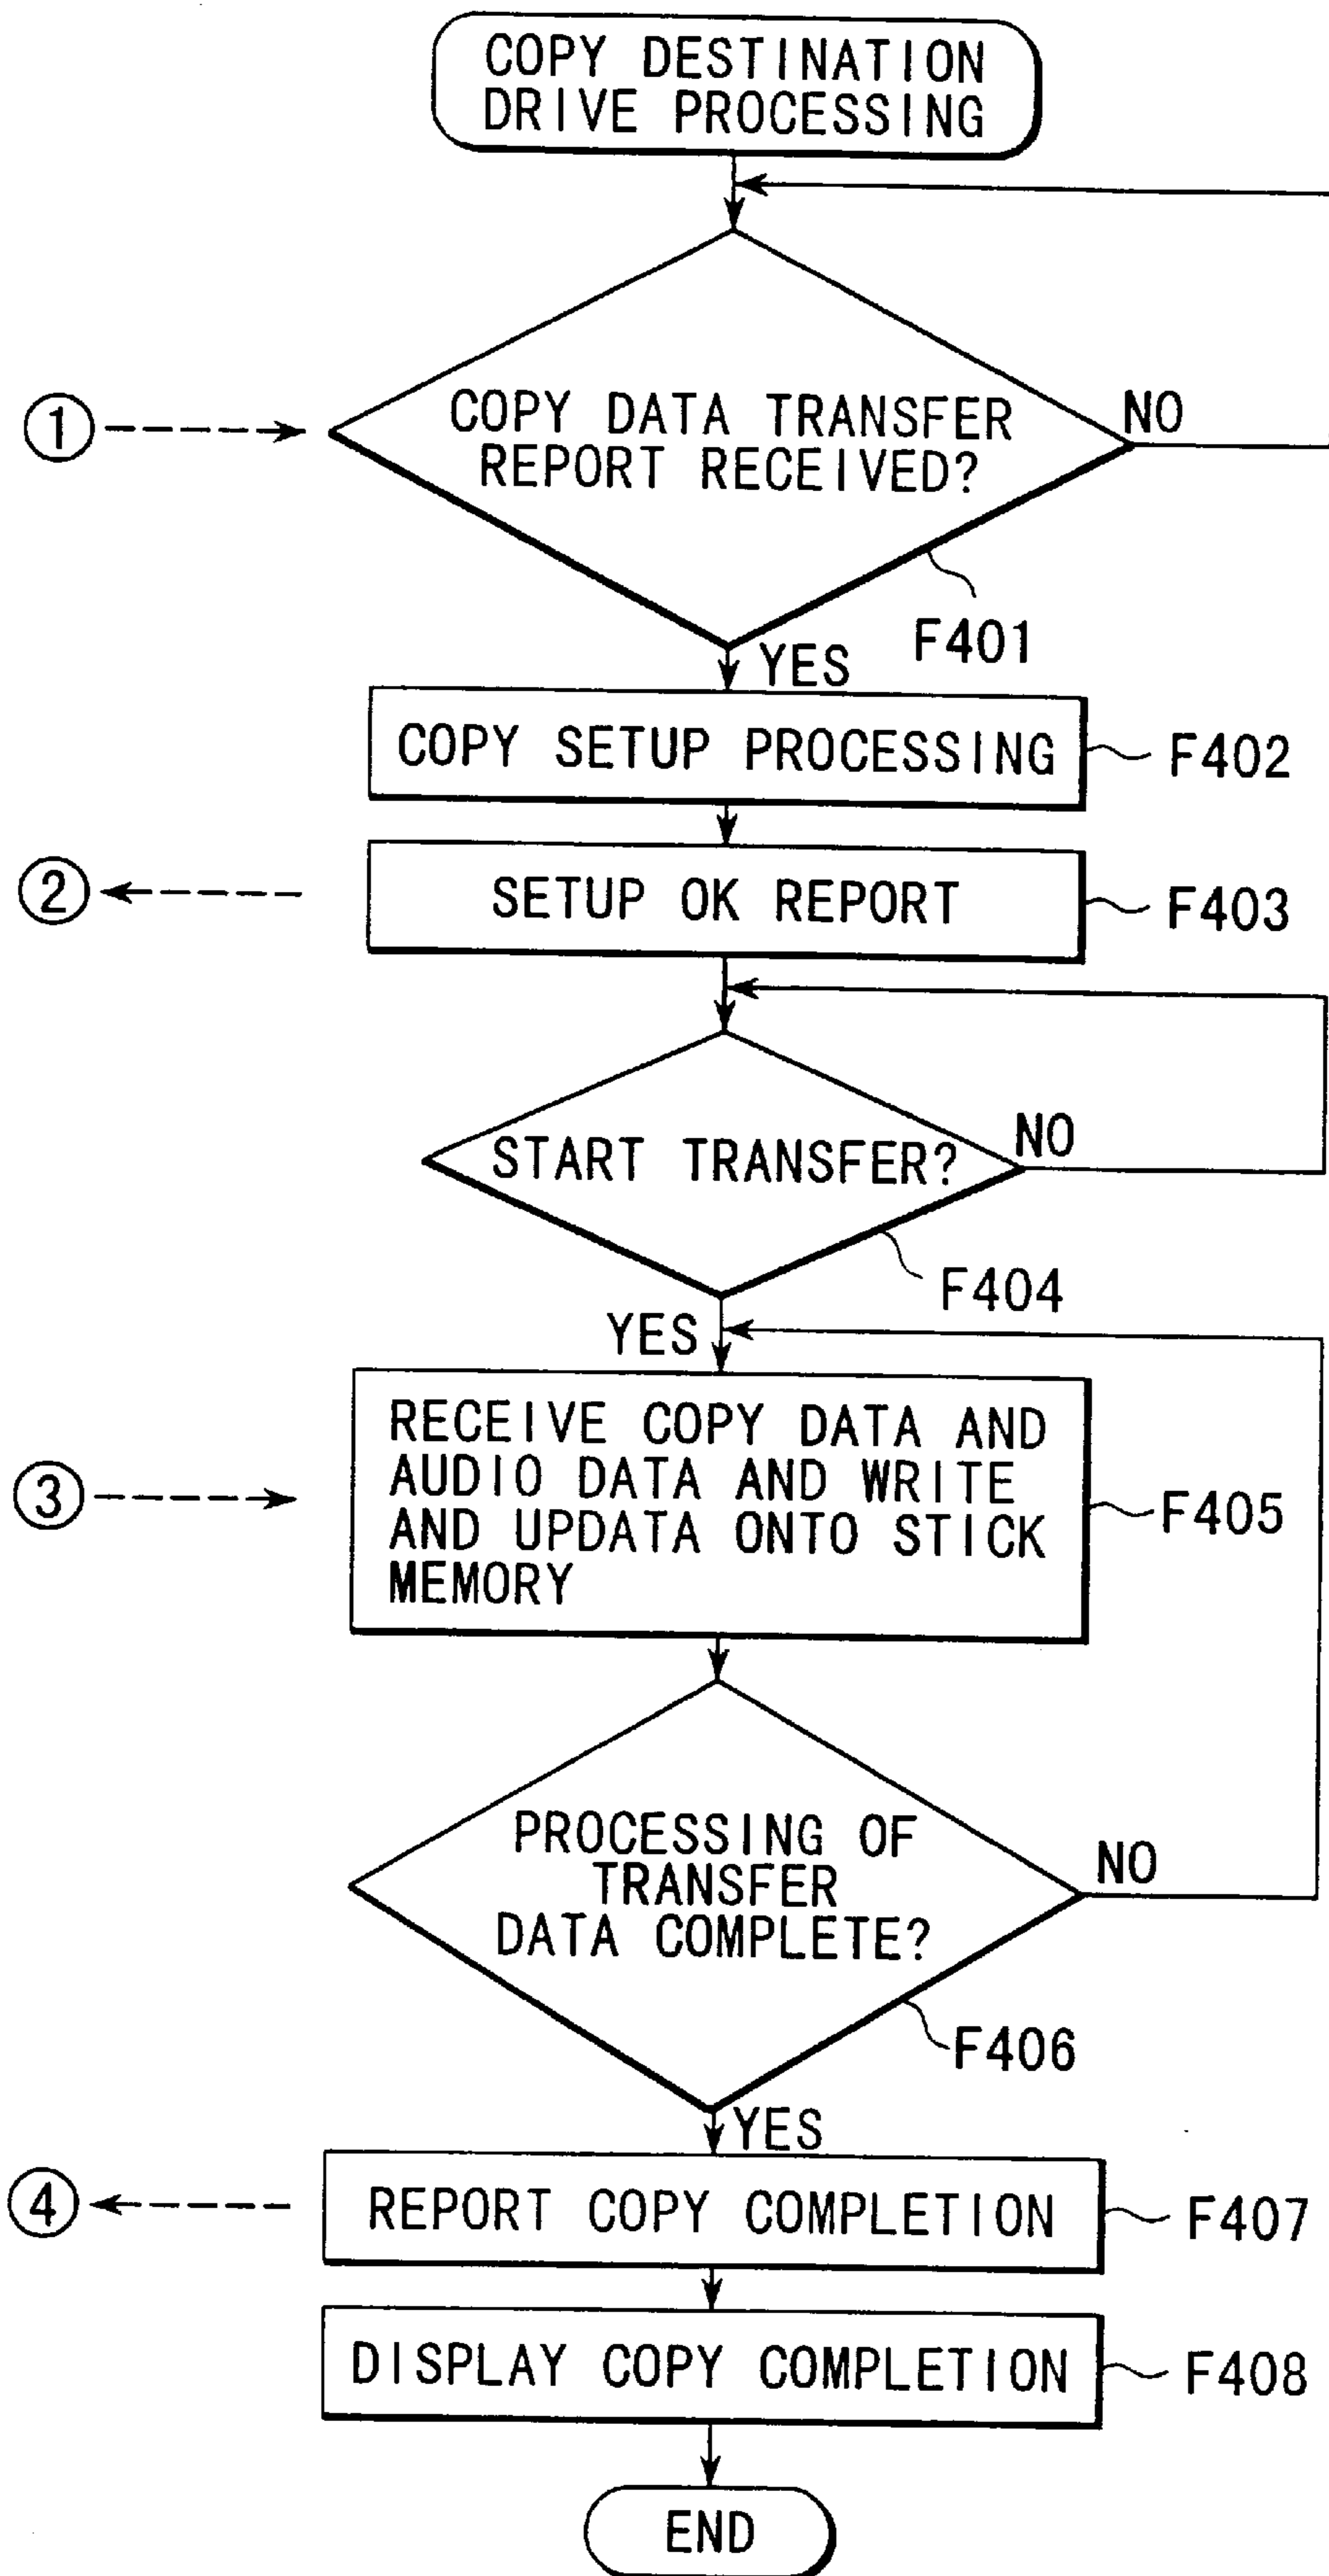 COPY DESTINATION
DRIVE PROCESSING
①
COPY DATA TRANSFER
REPORT RECEIVED?
NO
F401
YES
COPY SETUP PROCESSING
F402
②
SETUP OK REPORT
F403
START TRANSFER?
NO
F404
YES
③
RECEIVE COPY DATA AND
AUDIO DATA AND WRITE
AND UPDATA ONTO STICK
MEMORY
F405
PROCESSING OF
TRANSFER
DATA COMPLETE?
NO
F406
YES
④
REPORT COPY COMPLETION
F407
DISPLAY COPY COMPLETION
F408
END